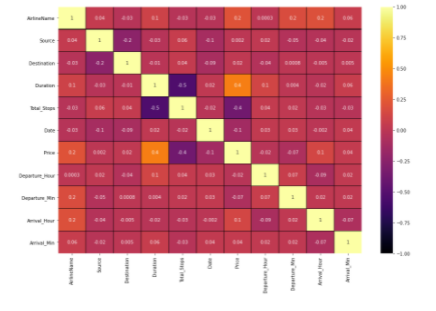 AirlineName 1 0.04 -0.03 0.1 -0.03 -0.03 0.2 0.0003 0.2 0.2 0.04
Source 0.04 1 -0.2 -0.03 0.06 -0.1 0.002 0.02 -0.05 -0.04 -0.02
Destination -0.03 -0.2 1 -0.02 0.04 -0.09 0.02 -0.04 0.0008 -0.005 0.005
Duration 0.1 -0.03 -0.02 1 -0.5 0.02 0.4 0.1 0.004 -0.02 0.06
Total_Stops -0.03 0.06 0.04 -0.5 1 -0.02 -0.4 0.04 0.02 -0.03 -0.03
Date -0.03 -0.1 -0.09 0.02 -0.02 1 -0.1 0.03 0.03 -0.002 0.04
Price 0.2 0.002 0.02 0.4 -0.4 -0.1 1 -0.02 -0.07 0.1 0.04
Departure_Hour 0.0003 0.02 -0.04 0.1 0.04 0.03 -0.02 1 0.07 -0.09 0.02
Departure_Min 0.2 -0.05 0.0008 0.004 0.02 0.03 -0.07 0.07 1 0.02 0.02
Arrival_Hour 0.2 -0.04 -0.005 -0.02 -0.03 -0.002 0.1 -0.09 0.02 1 -0.07
Arrival_Min 0.04 -0.02 0.005 0.06 -0.03 0.04 0.04 0.02 0.02 -0.07 1
AirlineName Source Destination Duration Total_Stops Date Price Departure_Hour Departure_Min Arrival_Hour Arrival_Min
1.00
0.75
0.50
0.25
0.00
-0.25
-0.50
-0.75
-1.00